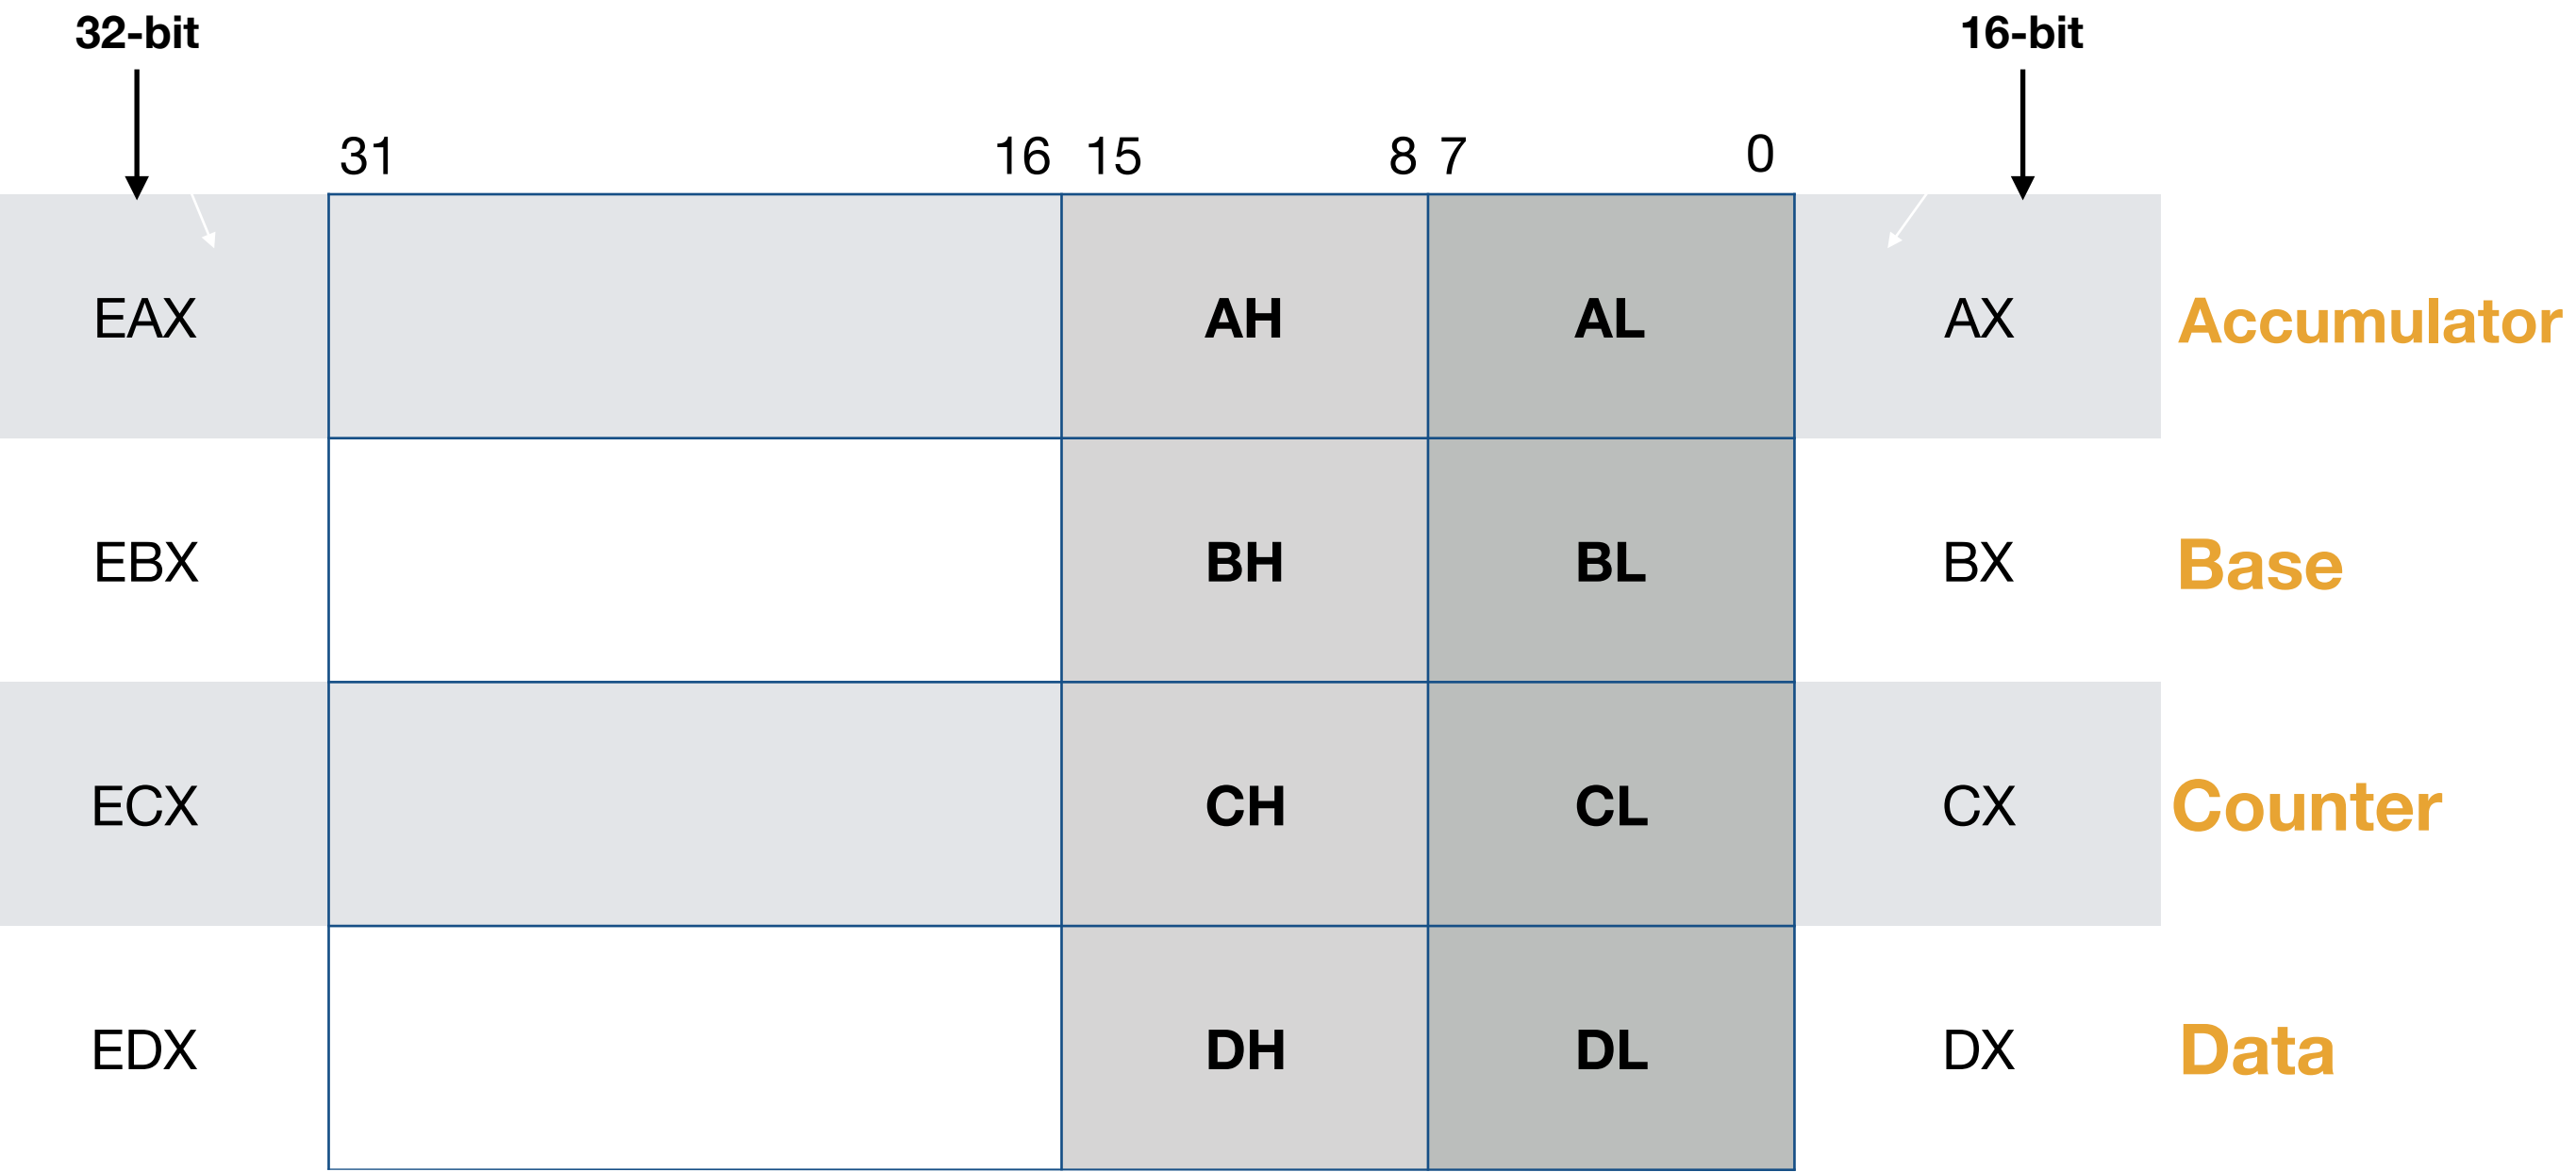 32-bit 16-bit
31 16 15 8 7 0
EAX AH AL AX Accumulator
EBX BH BL BX Base
ECX CH CL CX Counter
EDX DH DL DX Data